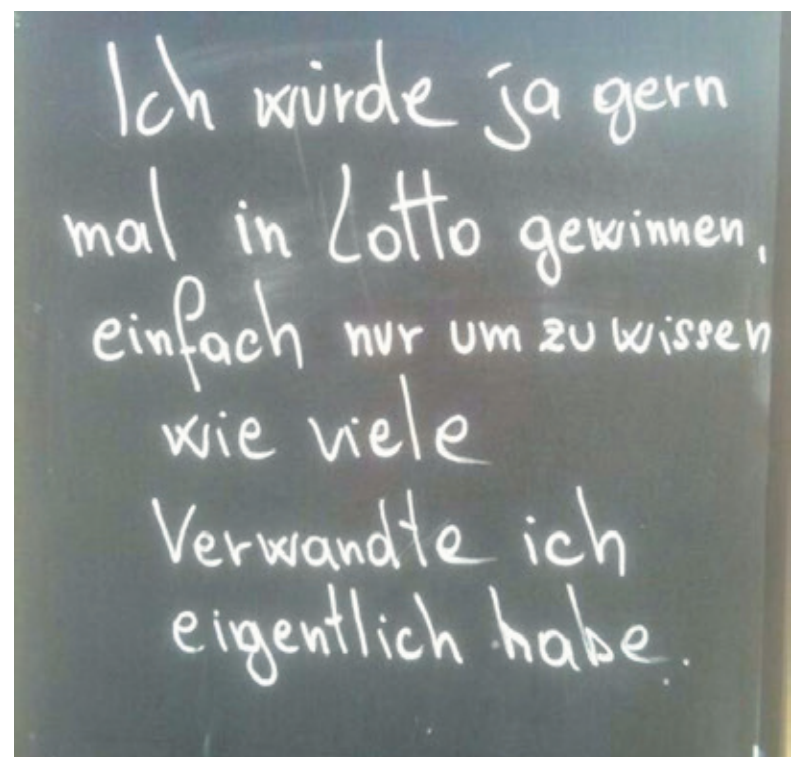 Ich würde ja gern
mal in Lotto gewinnen,
einfach nur um zu wissen
wie viele
Verwandte ich
eigentlich habe.